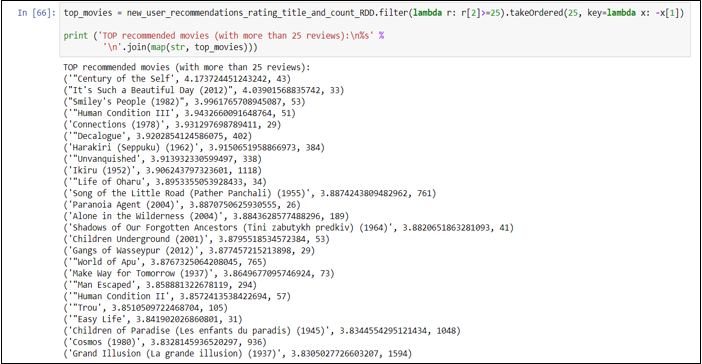 In [66]: top_movies = new_user_recommendations_rating_title_and_count_RDD.filter(lambda r: r[2]>=25).takeOrdered(25, key=lambda x: -x[1])
print ('TOP recommended movies (with more than 25 reviews):\n%s' %
'\n'.join(map(str, top_movies)))
TOP recommended movies (with more than 25 reviews):
('"Century of the Self', 4.173724451243242, 43)
("It's Such a Beautiful Day (2012)", 4.03901568835742, 33)
("Smiley's People (1982)", 3.9961765708945087, 53)
('"Human Condition III', 3.9432660091648764, 51)
('Connections (1978)', 3.931297698789411, 29)
('"Decalogue', 3.9202854124586075, 402)
('Harakiri (Seppuku) (1962)', 3.9150651958866973, 384)
('"Unvanquished', 3.913932330599497, 338)
('Ikiru (1952)', 3.906243797323601, 1118)
('"Life of Oharu', 3.8953355053928433, 34)
('Song of the Little Road (Pather Panchali) (1955)', 3.8874243809482962, 761)
('Paranoia Agent (2004)', 3.8870750625930555, 26)
('Alone in the Wilderness (2004)', 3.8843628577488296, 189)
('Shadows of Our Forgotten Ancestors (Tini zabutykh predkiv) (1964)', 3.8820651863281093, 41)
('Children Underground (2001)', 3.8795518534572384, 53)
('Gangs of Wasseypur (2012)', 3.877457215213898, 29)
('"World of Apu', 3.8767325064208045, 765)
('Make Way for Tomorrow (1937)', 3.8649677095746924, 73)
('"Man Escaped', 3.858881322678119, 294)
('"Human Condition II', 3.8572413538422694, 57)
('"Trou', 3.8510509722468704, 105)
('"Easy Life', 3.841902026860801, 31)
('Children of Paradise (Les enfants du paradis) (1945)', 3.8344554295121434, 1048)
('Cosmos (1980)', 3.8328145936520297, 936)
('Grand Illusion (La grande illusion) (1937)', 3.8305027726603207, 1594)